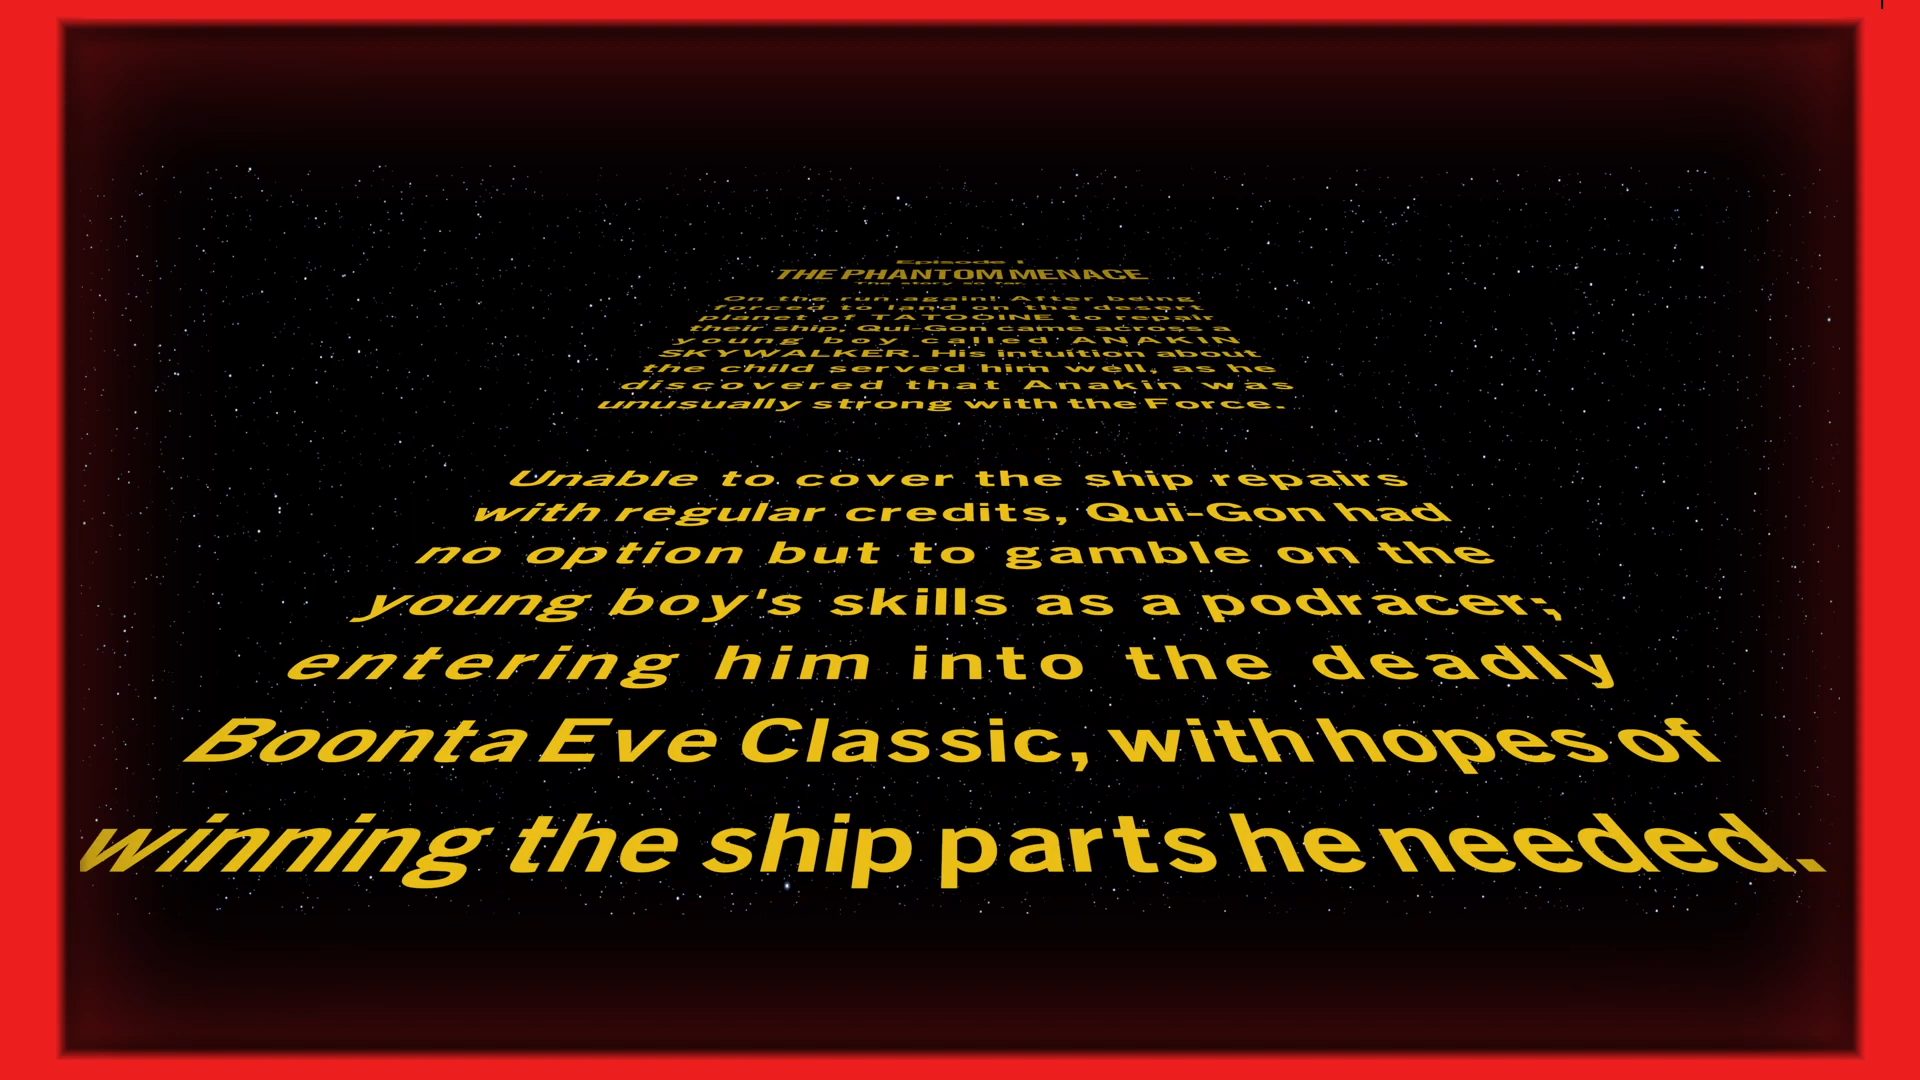 Episode I
THE PHANTOM MENACE
The story so far. . . .
On the run again! After being
forced to land on the desert
planet of TATOOINE to repair
their ship, Qui-Gon came across a
young boy called ANAKIN
SKYWALKER. His intuition about
the child served him well, as he
discovered that Anakin was
unusually strong with the Force.
Unable to cover the ship repairs
with regular credits, Qui-Gon had
no option but to gamble on the
young boy's skills as a podracer;
entering him into the deadly
Boonta Eve Classic, with hopes of
winning the ship parts he needed.